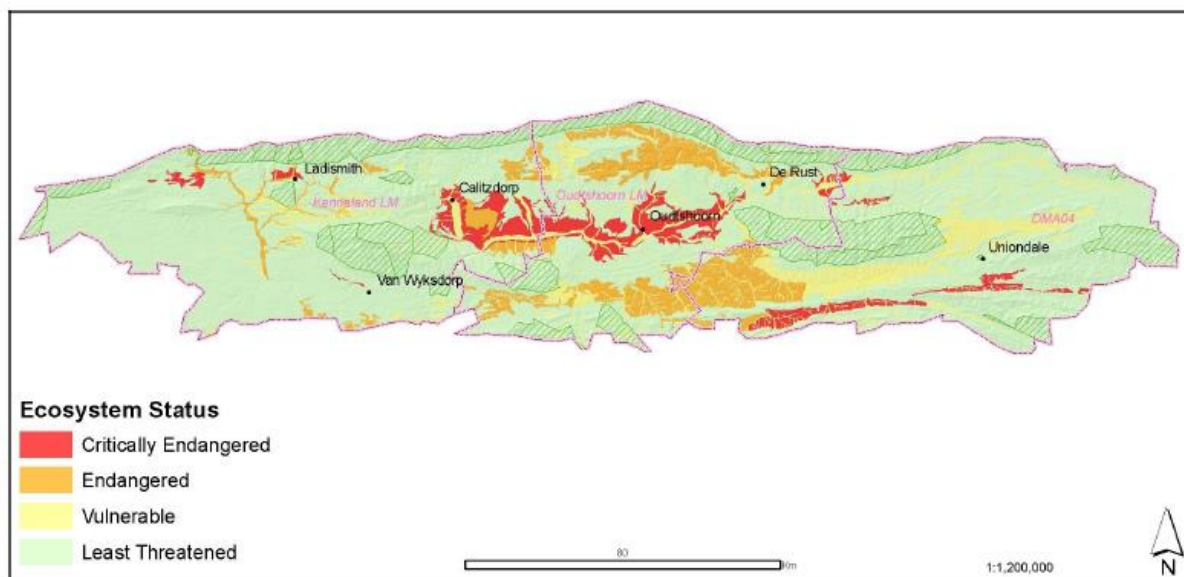 Ladismith
De Rust
Calitzdorp
Kannaland LM
Oudtshoorn LM
DMA04
Oudtshoorn
Uniondale
Van Wyksdorp
Ecosystem Status
Critically Endangered
Endangered
Vulnerable
Least Threatened
80
Km
1:1,200,000
N